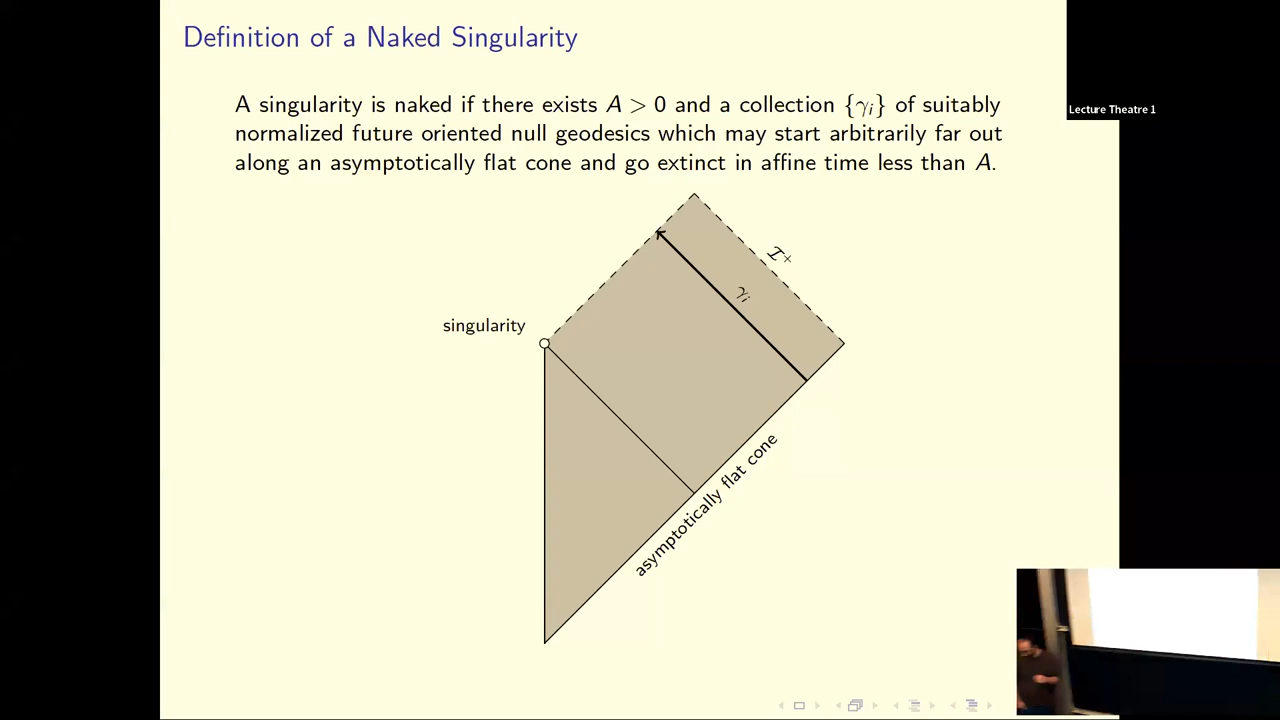 Definition of a Naked Singularity
A singularity is naked if there exists A > 0 and a collection {γᵢ} of suitably
normalized future oriented null geodesics which may start arbitrarily far out
along an asymptotically flat cone and go extinct in affine time less than A.
Lecture Theatre 1
ℐ⁺
γᵢ
singularity
asymptotically flat cone